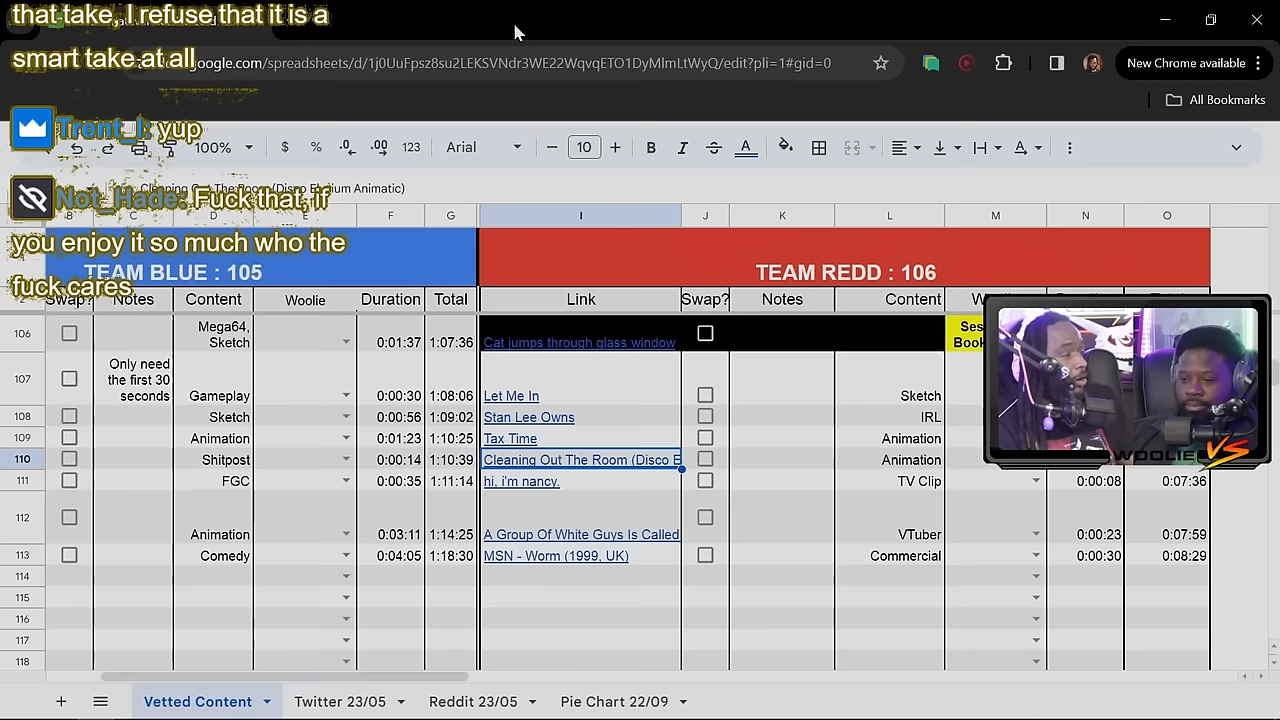 that take, I refuse that it is a
smart take at all
google.com/spreadsheets/d/1j0UuFpsz8su2LEKSVNdr3WE22WqvqETO1DyMlmLtWyQ/edit?pli=1#gid=0
New Chrome available
All Bookmarks
Trent_I: yup
100% $ % .0 .00 123 Arial 10 B I A
Cleaning Out The Room (Disco Elysium Animatic)
Not_Hade: Fuck that, if
you enjoy it so much who the
fuck cares
B C D E F G I J K L M N O
TEAM BLUE : 105 TEAM REDD : 106
Swap? Notes Content Woolie Duration Total Link Swap? Notes Content
106 Mega64, Sketch 0:01:37 1:07:36 Cat jumps through glass window
107 Only need the first 30 seconds Gameplay 0:00:30 1:08:06 Let Me In Sketch
108 Sketch 0:00:56 1:09:02 Stan Lee Owns IRL
109 Animation 0:01:23 1:10:25 Tax Time Animation
110 Shitpost 0:00:14 1:10:39 Cleaning Out The Room (Disco E Animation
111 FGC 0:00:35 1:11:14 hi, i'm nancy. TV Clip 0:00:08 0:07:36
112 Animation 0:03:11 1:14:25 A Group Of White Guys Is Called VTuber 0:00:23 0:07:59
113 Comedy 0:04:05 1:18:30 MSN - Worm (1999, UK) Commercial 0:00:30 0:08:29
114
115
116
117
118
WOOLIE VS
+ Vetted Content Twitter 23/05 Reddit 23/05 Pie Chart 22/09